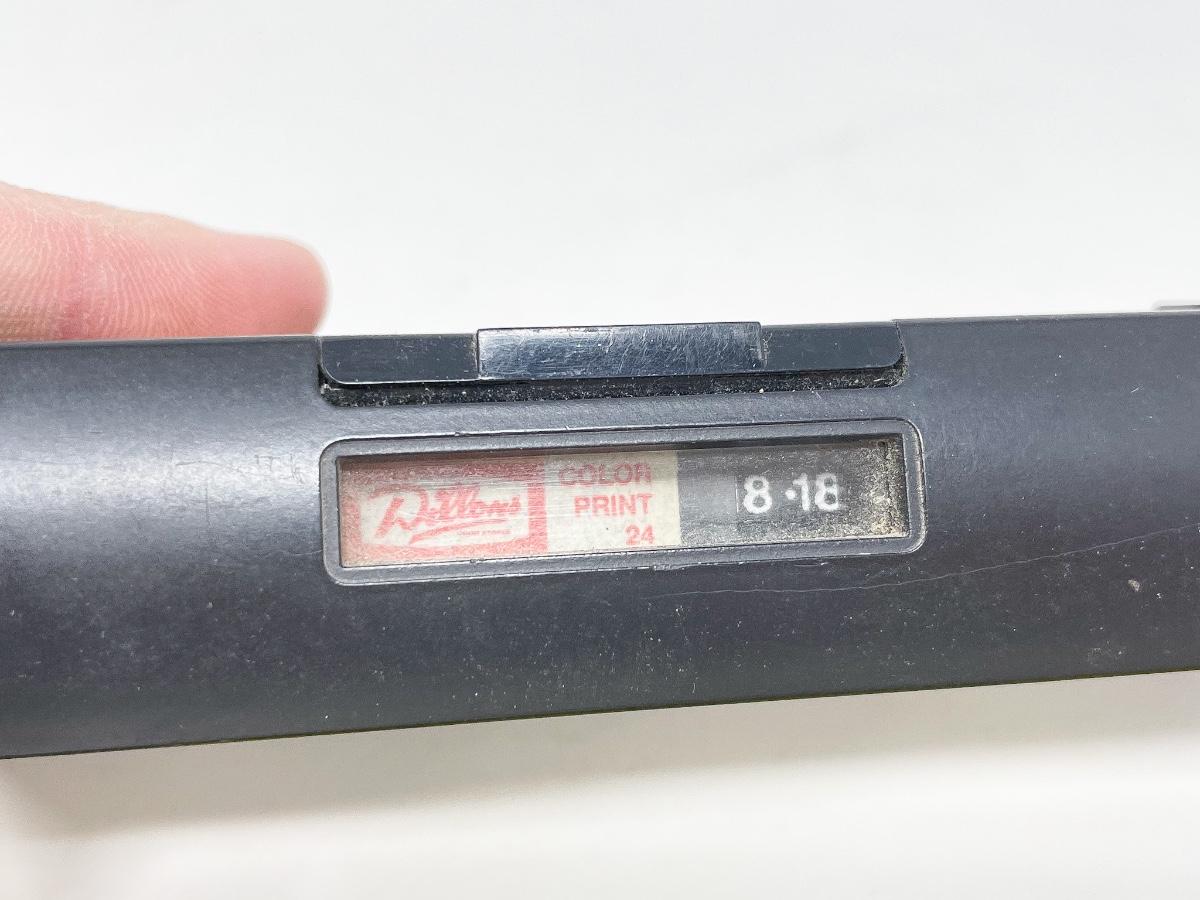 Dillons
COLOR
PRINT
24
8 · 18